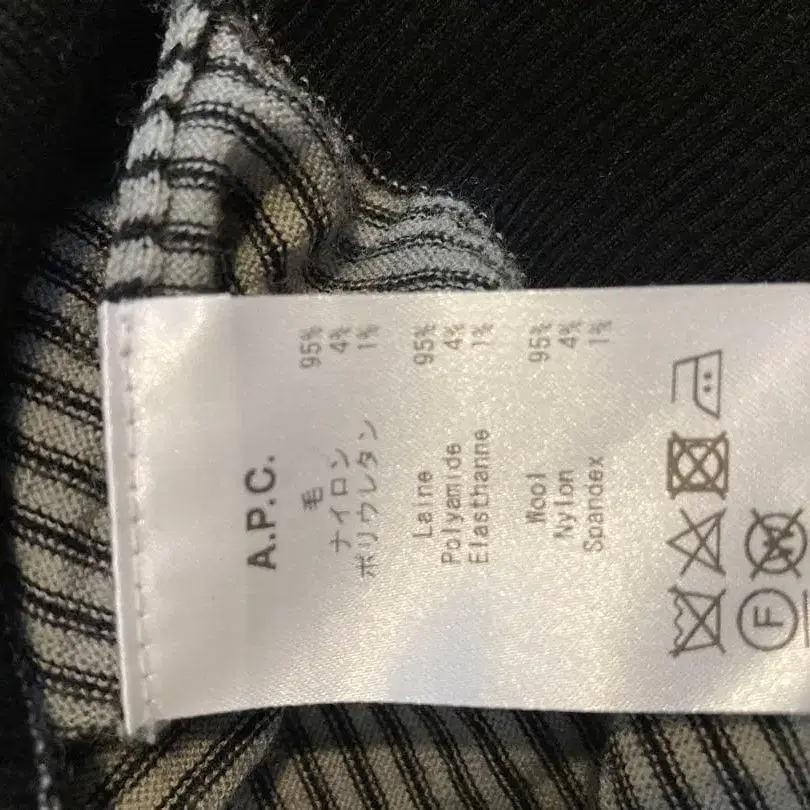 A.P.C.
毛 95%
ナイロン 4%
ポリウレタン 1%
Laine 95%
Polyamide 4%
Elasthanne 1%
Wool 95%
Nylon 4%
Spandex 1%
F W